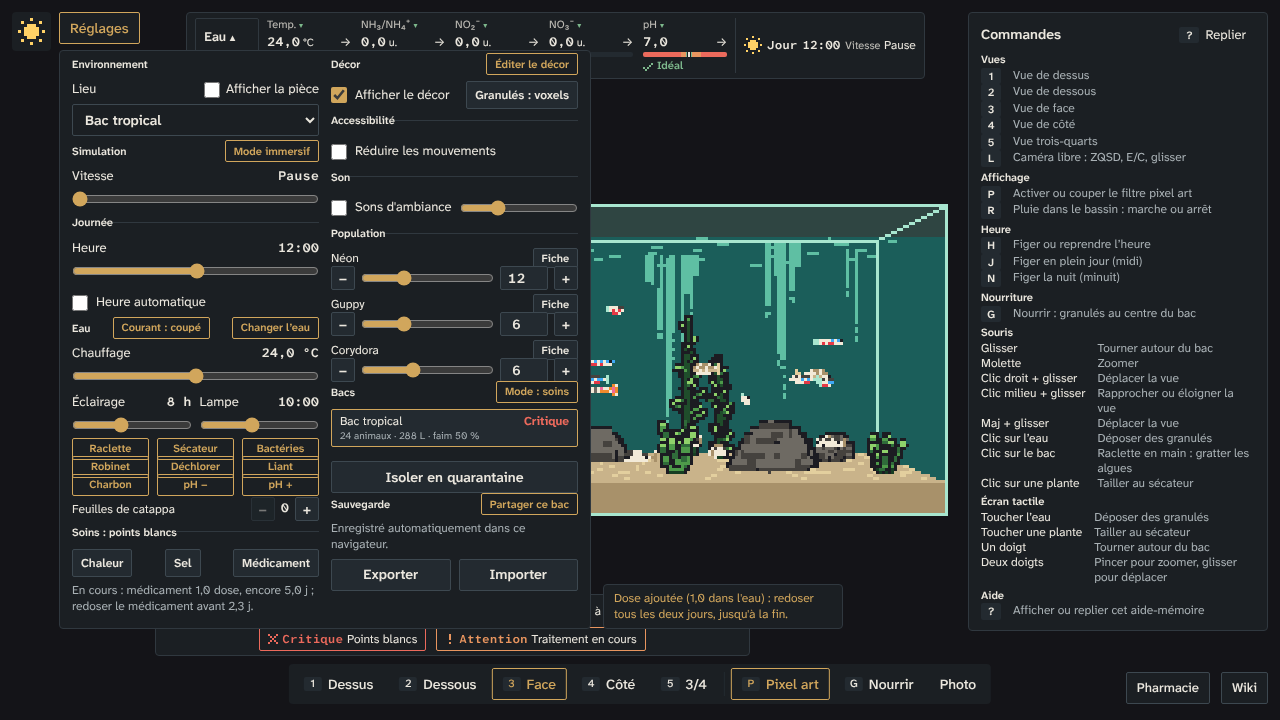 Réglages
Eau ▴
Temp. ▾
24,0 °C
→
NH₃/NH₄⁺ ▾
0,0 u.
→
NO₂⁻ ▾
0,0 u.
→
NO₃⁻ ▾
0,0 u.
→
pH ▾
7,0
Idéal
Jour 12:00 Vitesse Pause
Environnement
Lieu
Afficher la pièce
Bac tropical
Simulation
Mode immersif
Vitesse
Pause
Journée
Heure
12:00
Heure automatique
Eau
Courant : coupé
Changer l'eau
Chauffage
24,0 °C
Éclairage
8 h
Lampe
10:00
Raclette
Sécateur
Bactéries
Robinet
Déchlorer
Liant
Charbon
pH −
pH +
Feuilles de catappa
− 0 +
Soins : points blancs
Chaleur
Sel
Médicament
En cours : médicament 1,0 dose, encore 5,0 j ;
redoser le médicament avant 2,3 j.
Décor
Éditer le décor
Afficher le décor
Granulés : voxels
Accessibilité
Réduire les mouvements
Son
Sons d'ambiance
Population
Néon
Fiche
− 12 +
Guppy
Fiche
− 6 +
Corydora
Fiche
− 6 +
Bacs
Mode : soins
Bac tropical
Critique
24 animaux · 288 L · faim 50 %
Isoler en quarantaine
Sauvegarde
Partager ce bac
Enregistré automatiquement dans ce
navigateur.
Exporter
Importer
à
Dose ajoutée (1,0 dans l'eau) : redoser
tous les deux jours, jusqu'à la fin.
Critique Points blancs
! Attention Traitement en cours
1 Dessus
2 Dessous
3 Face
4 Côté
5 3/4
P Pixel art
G Nourrir
Photo
Pharmacie
Wiki
Commandes
? Replier
Vues
1 Vue de dessus
2 Vue de dessous
3 Vue de face
4 Vue de côté
5 Vue trois-quarts
L Caméra libre : ZQSD, E/C, glisser
Affichage
P Activer ou couper le filtre pixel art
R Pluie dans le bassin : marche ou arrêt
Heure
H Figer ou reprendre l'heure
J Figer en plein jour (midi)
N Figer la nuit (minuit)
Nourriture
G Nourrir : granulés au centre du bac
Souris
Glisser Tourner autour du bac
Molette Zoomer
Clic droit + glisser Déplacer la vue
Clic milieu + glisser Rapprocher ou éloigner la
vue
Maj + glisser Déplacer la vue
Clic sur l'eau Déposer des granulés
Clic sur le bac Raclette en main : gratter les
algues
Clic sur une plante Tailler au sécateur
Écran tactile
Toucher l'eau Déposer des granulés
Toucher une plante Tailler au sécateur
Un doigt Tourner autour du bac
Deux doigts Pincer pour zoomer, glisser
pour déplacer
Aide
? Afficher ou replier cet aide-mémoire